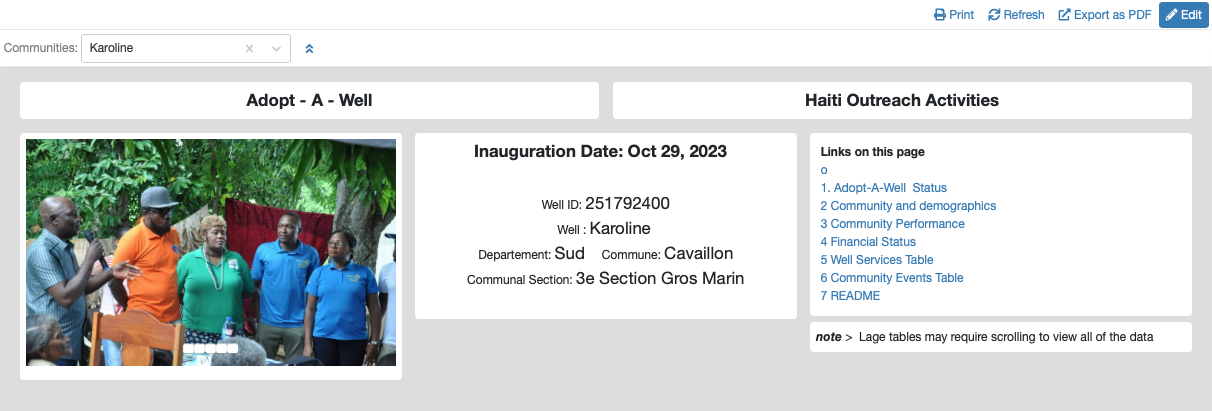 Print Refresh Export as PDF Edit
Communities: Karoline
Adopt - A - Well
Haiti Outreach Activities
Inauguration Date: Oct 29, 2023
Well ID: 251792400
Well : Karoline
Departement: Sud Commune: Cavaillon
Communal Section: 3e Section Gros Marin
Links on this page
o
1. Adopt-A-Well Status
2 Community and demographics
3 Community Performance
4 Financial Status
5 Well Services Table
6 Community Events Table
7 README
note > Lage tables may require scrolling to view all of the data